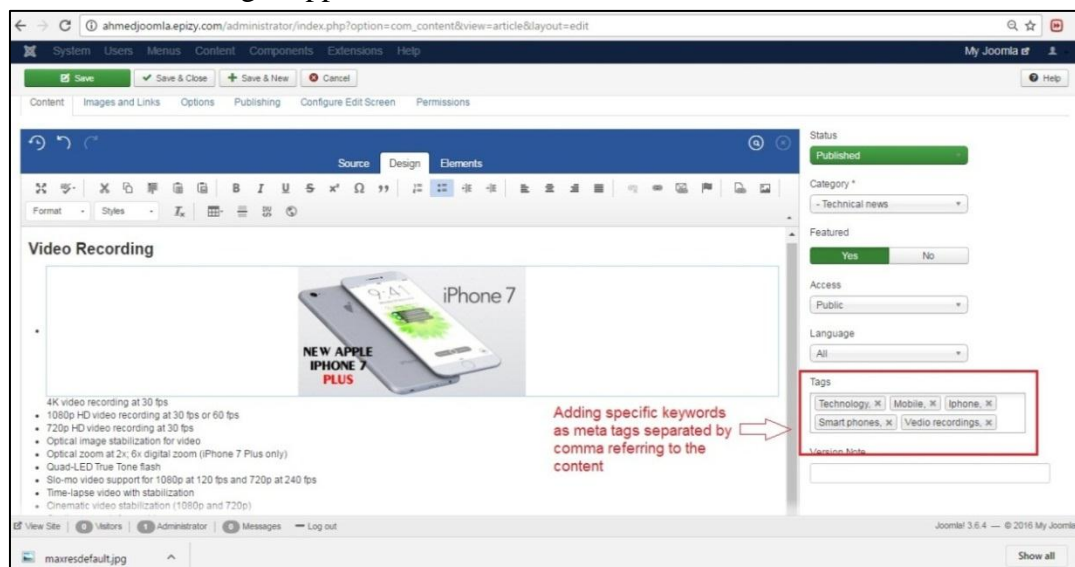 ahmedjoomla.epizy.com/administrator/index.php?option=com_content&view=article&layout=edit
System Users Menus Content Components Extensions Help My Joomla
Save Save & Close Save & New Cancel Help
Content Images and Links Options Publishing Configure Edit Screen Permissions
Status
Source Design Elements
Published
Category *
- Technical news
Format Styles
Featured
Video Recording
Yes No
iPhone 7
9:41
Access
Public
NEW APPLE
IPHONE 7
PLUS
Language
All
Tags
Technology, Mobile, Iphone,
Smart phones, Vedio recordings,
Adding specific keywords
as meta tags separated by
comma referring to the
content
Version Note
4K video recording at 30 fps
1080p HD video recording at 30 fps or 60 fps
720p HD video recording at 30 fps
Optical image stabilization for video
Optical zoom at 2x; 6x digital zoom (iPhone 7 Plus only)
Quad-LED True Tone flash
Slo-mo video support for 1080p at 120 fps and 720p at 240 fps
Time-lapse video with stabilization
Cinematic video stabilization (1080p and 720p)
View Site 0 Visitors 1 Administrator 0 Messages Log out Joomla! 3.6.4 — © 2016 My Joomla
maxresdefault.jpg Show all